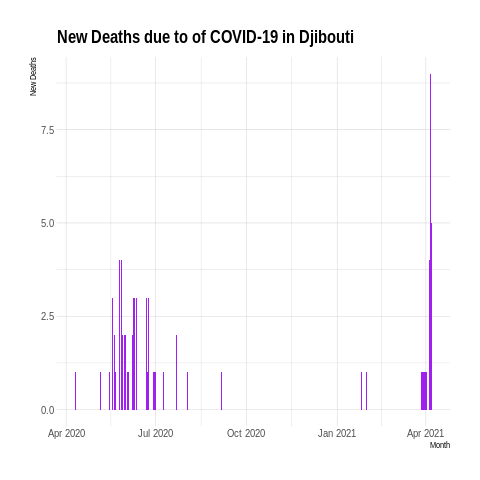 New Deaths due to of COVID-19 in Djibouti
New Deaths
7.5
5.0
2.5
0.0
Apr 2020 Jul 2020 Oct 2020 Jan 2021 Apr 2021
Month